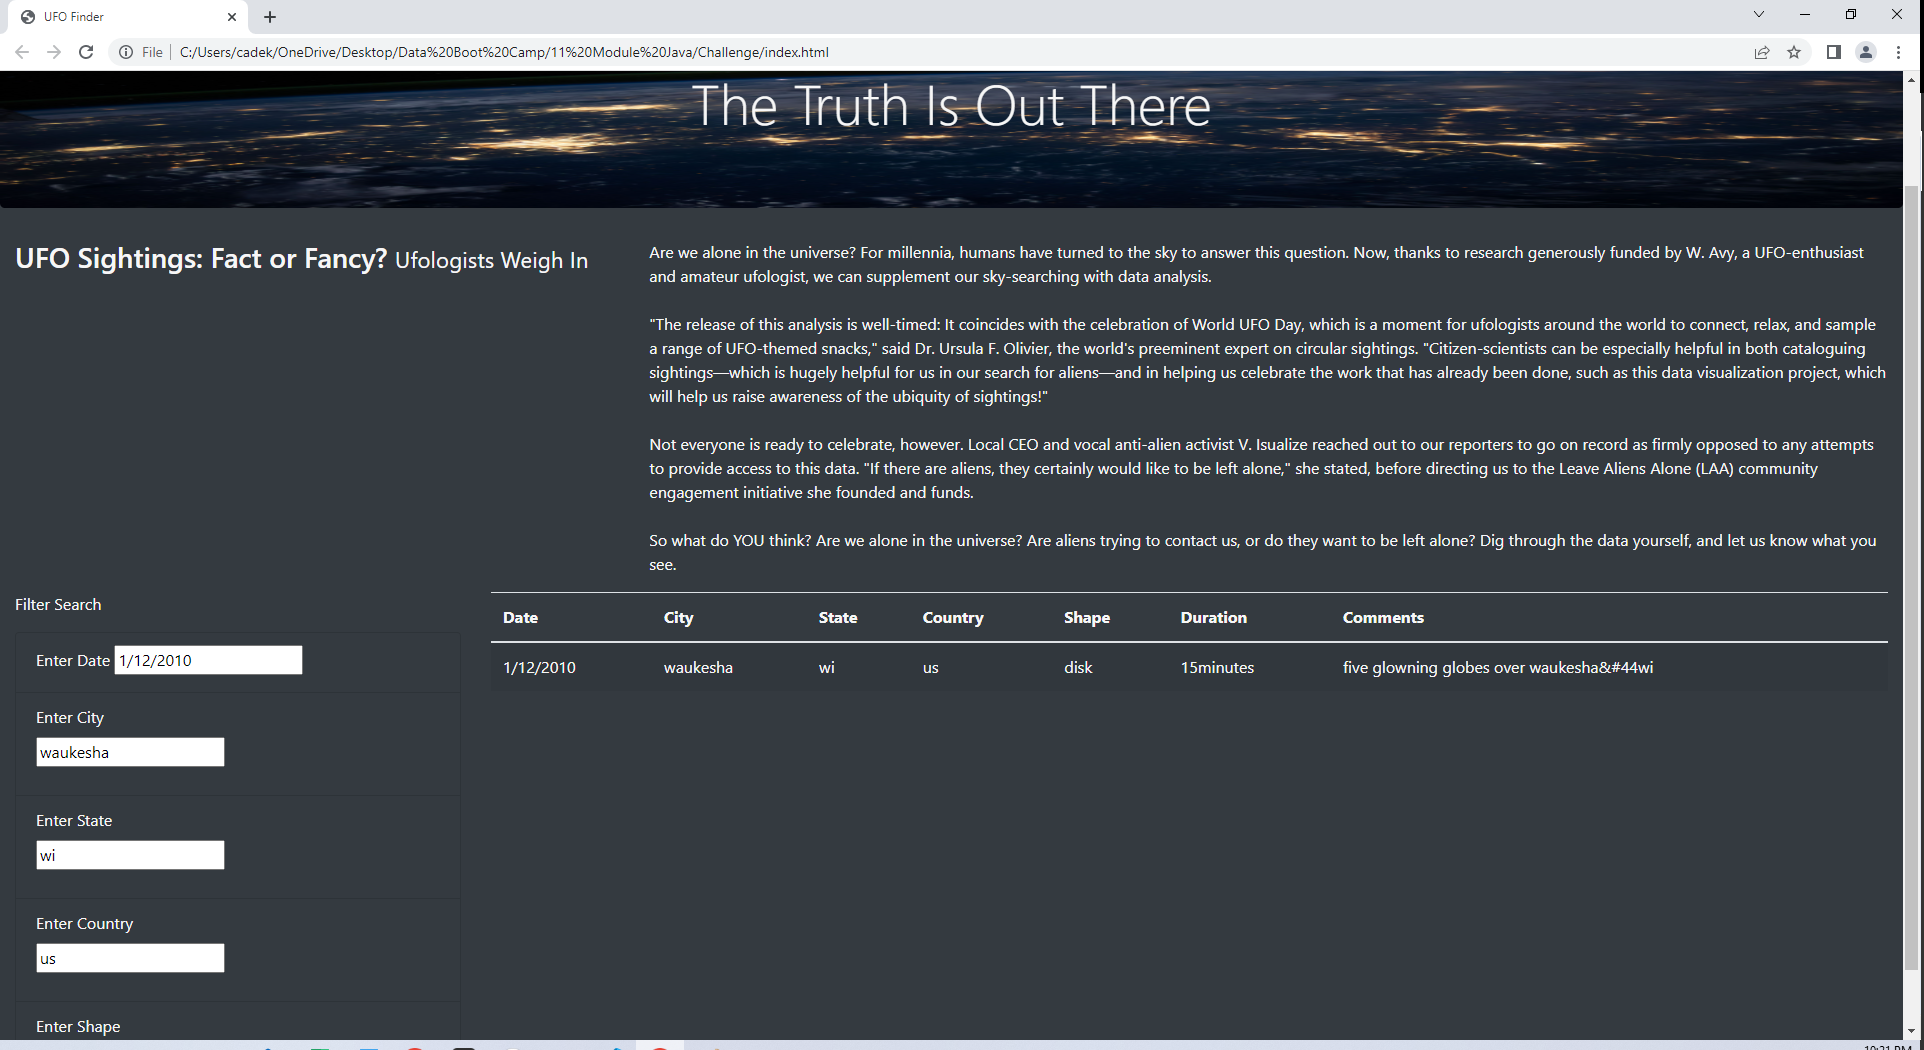 UFO Finder
File
C:/Users/cadek/OneDrive/Desktop/Data%20Boot%20Camp/11%20Module%20Java/Challenge/index.html
The Truth Is Out There
UFO Sightings: Fact or Fancy? Ufologists Weigh In
Are we alone in the universe? For millennia, humans have turned to the sky to answer this question. Now, thanks to research generously funded by W. Avy, a UFO-enthusiast
and amateur ufologist, we can supplement our sky-searching with data analysis.
"The release of this analysis is well-timed: It coincides with the celebration of World UFO Day, which is a moment for ufologists around the world to connect, relax, and sample
a range of UFO-themed snacks," said Dr. Ursula F. Olivier, the world's preeminent expert on circular sightings. "Citizen-scientists can be especially helpful in both cataloguing
sightings—which is hugely helpful for us in our search for aliens—and in helping us celebrate the work that has already been done, such as this data visualization project, which
will help us raise awareness of the ubiquity of sightings!"
Not everyone is ready to celebrate, however. Local CEO and vocal anti-alien activist V. Isualize reached out to our reporters to go on record as firmly opposed to any attempts
to provide access to this data. "If there are aliens, they certainly would like to be left alone," she stated, before directing us to the Leave Aliens Alone (LAA) community
engagement initiative she founded and funds.
So what do YOU think? Are we alone in the universe? Are aliens trying to contact us, or do they want to be left alone? Dig through the data yourself, and let us know what you
see.
Filter Search
Enter Date 1/12/2010
Enter City
waukesha
Enter State
wi
Enter Country
us
Enter Shape
Date City State Country Shape Duration Comments
1/12/2010 waukesha wi us disk 15minutes five glowning globes over waukesha&#44wi